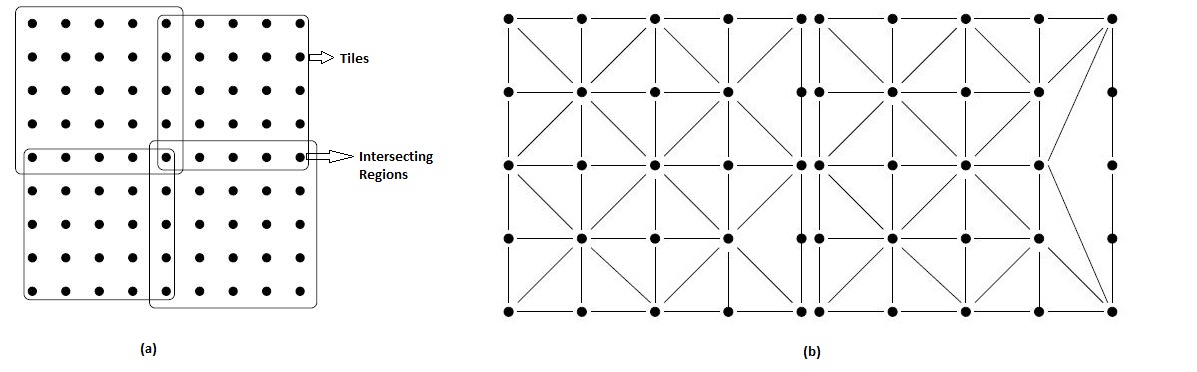 Tiles
Intersecting
Regions
(a)
(b)